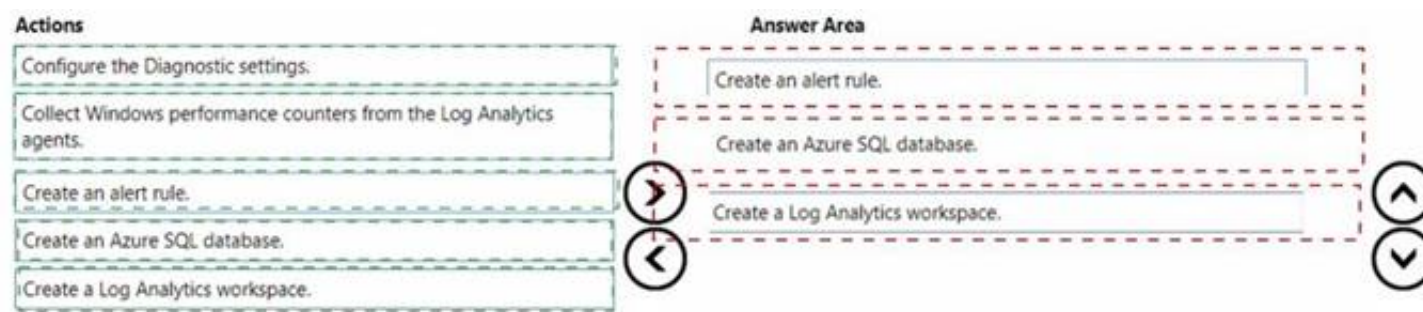 Actions
Answer Area
Configure the Diagnostic settings.
Collect Windows performance counters from the Log Analytics
agents.
Create an alert rule.
Create an Azure SQL database.
Create a Log Analytics workspace.
Create an alert rule.
Create an Azure SQL database.
Create a Log Analytics workspace.